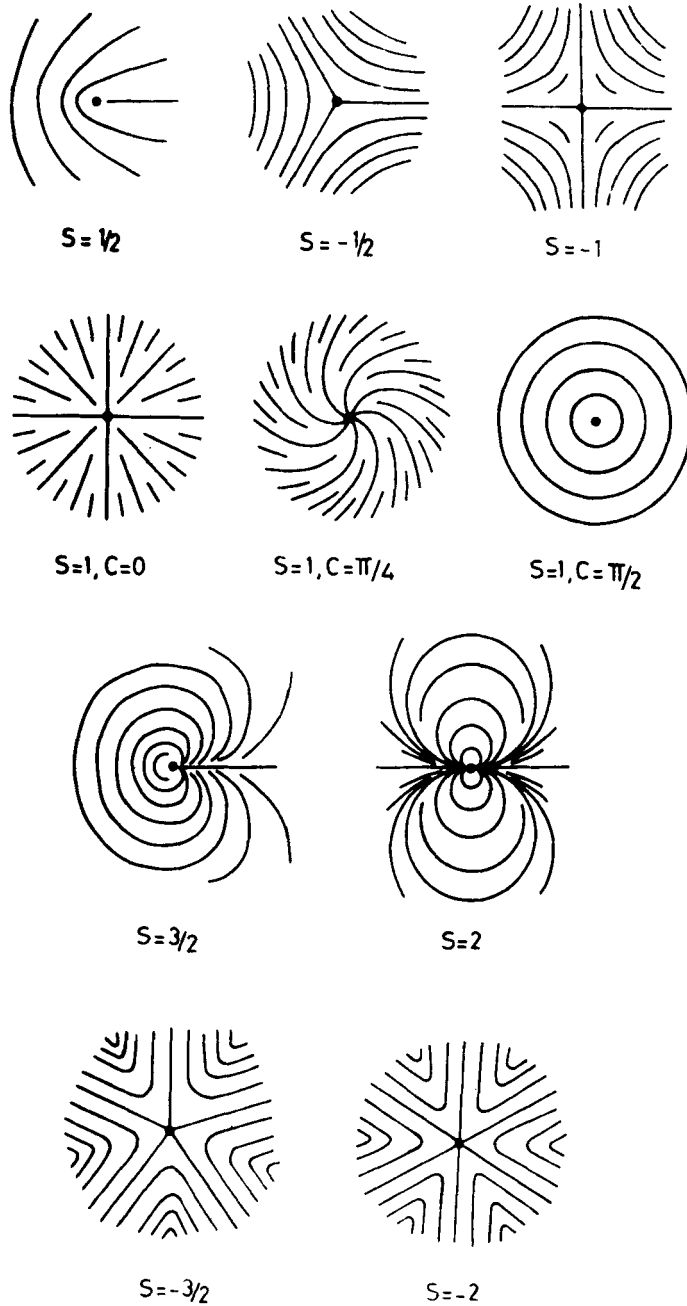 S=1/2
S=-1/2
S=-1
S=1, C=0
S=1, C=π/4
S=1, C=π/2
S=3/2
S=2
S=-3/2
S=-2